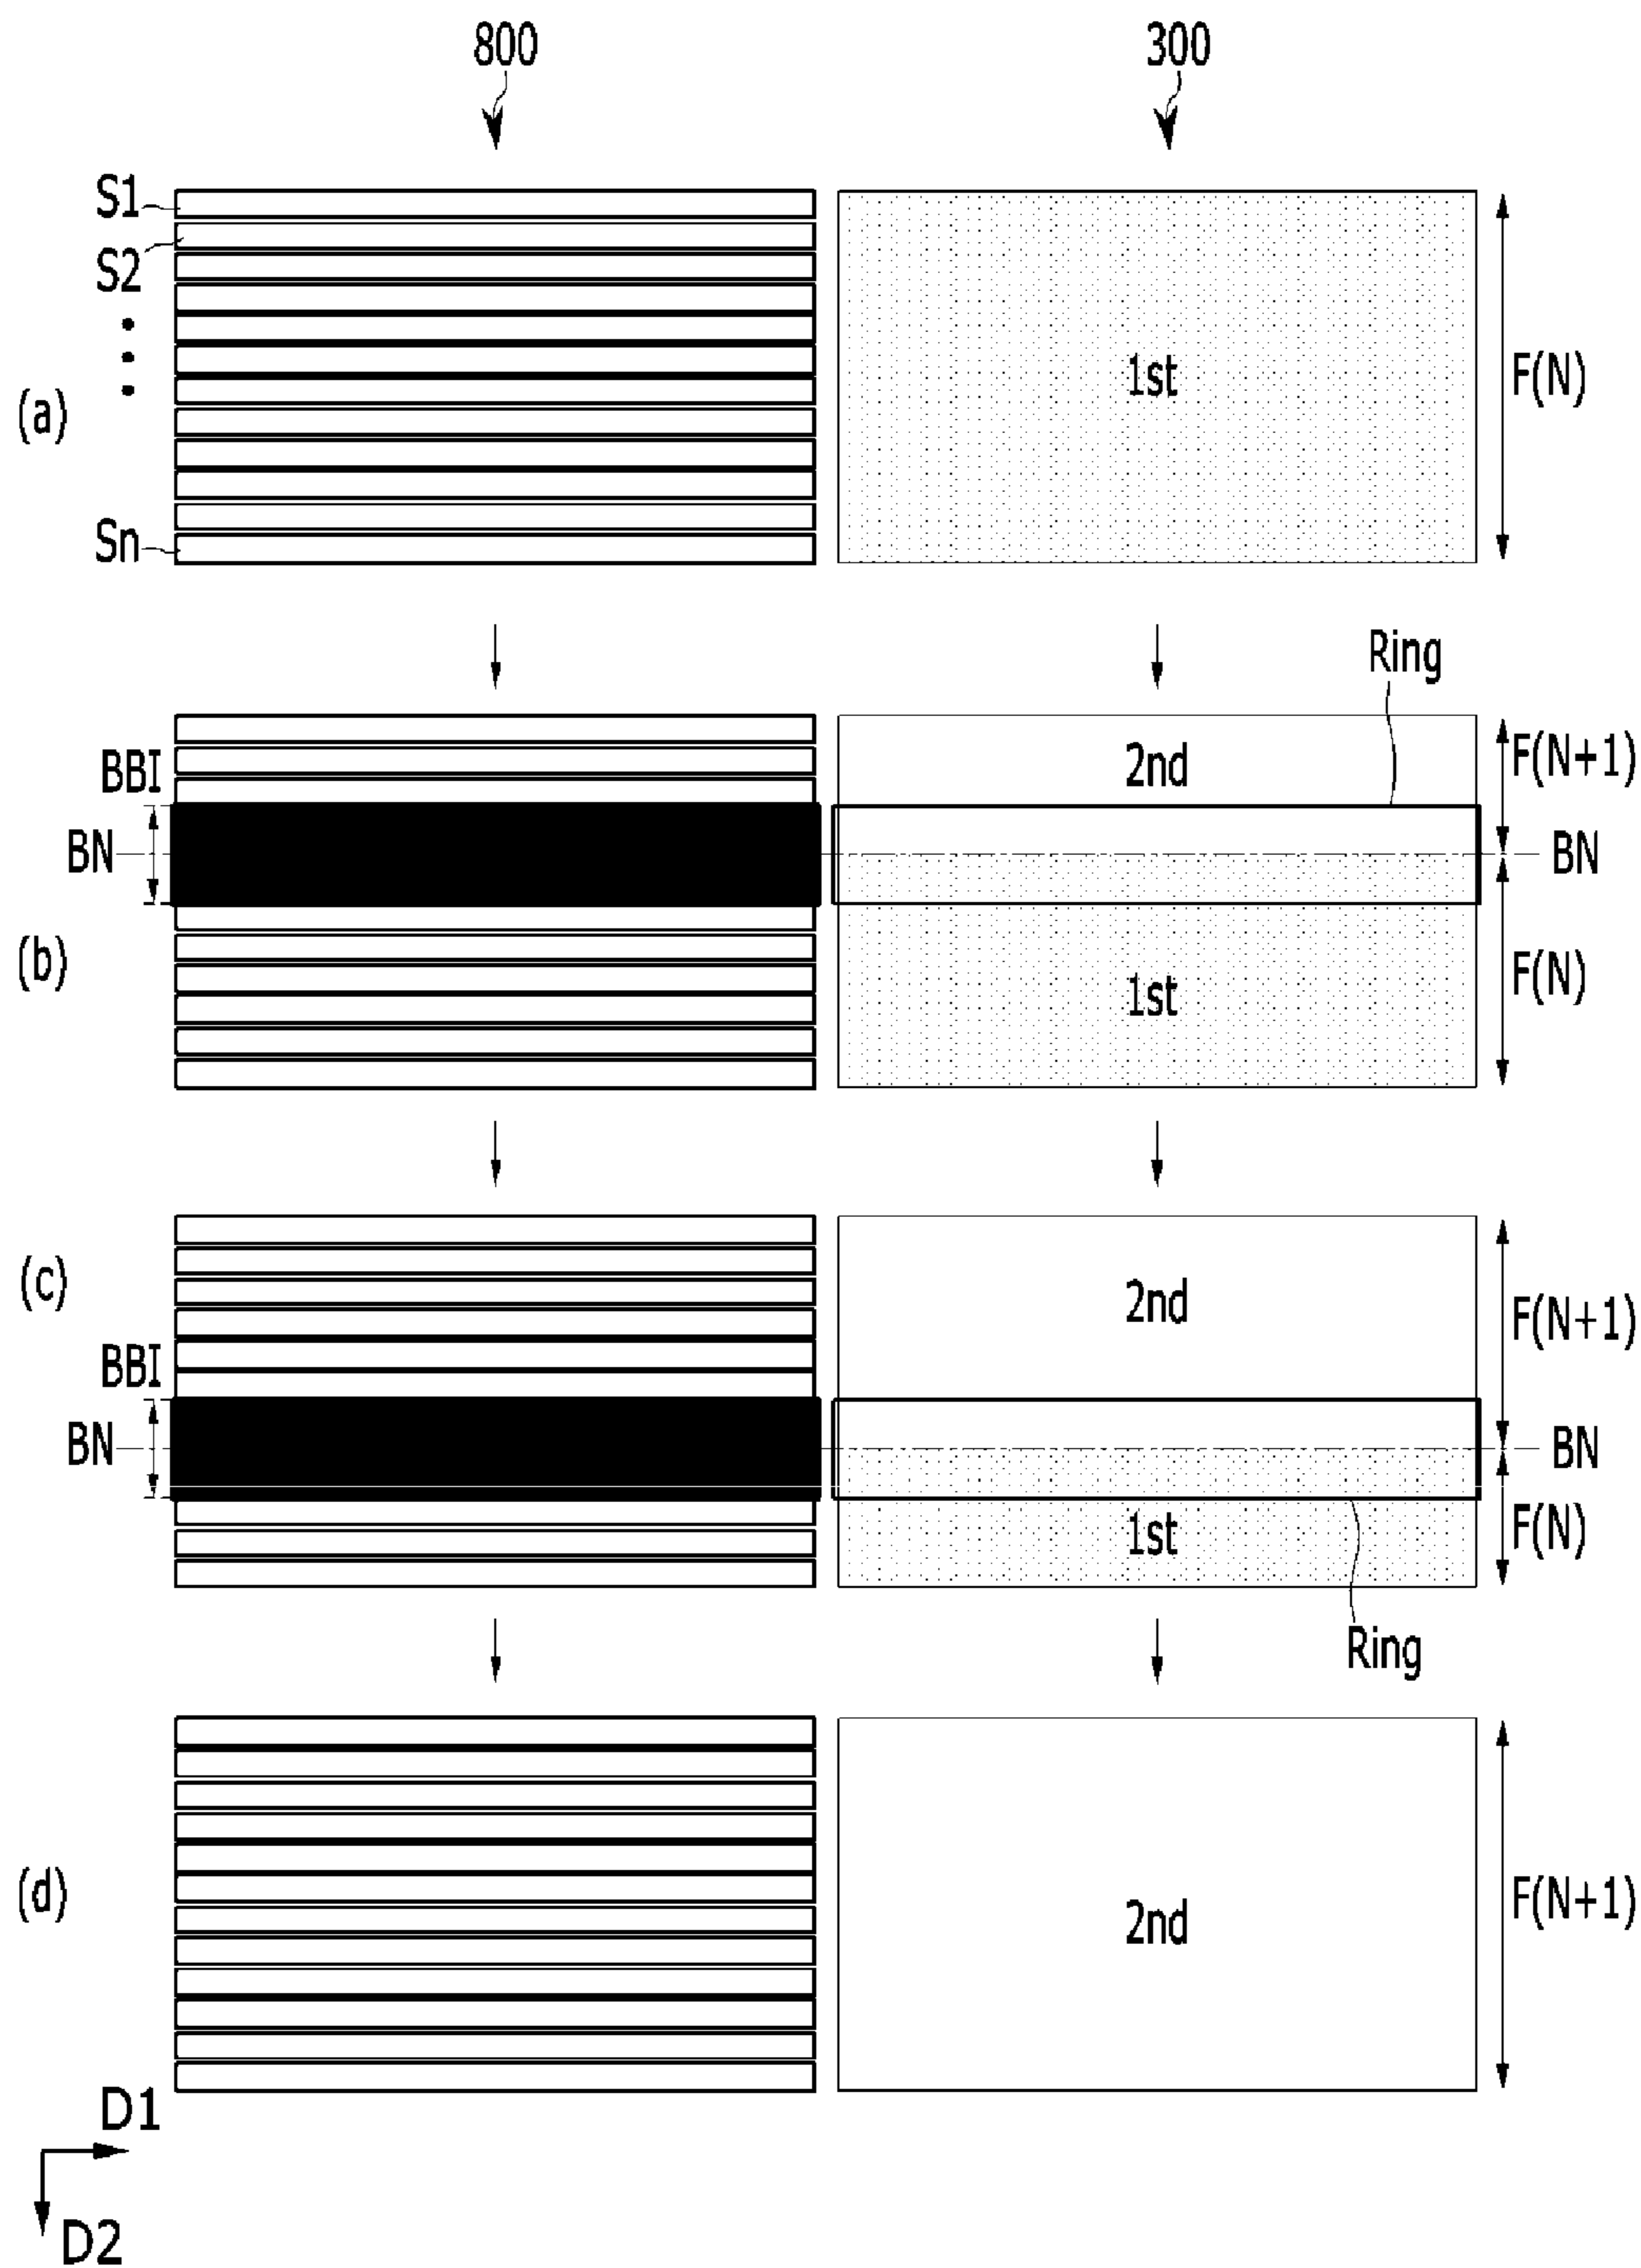 800
300
S1
S2
(a)
Sn
1st
F(N)
Ring
BBI
BN
(b)
2nd
1st
F(N+1)
BN
F(N)
(c)
BBI
BN
2nd
1st
F(N+1)
BN
F(N)
Ring
(d)
2nd
F(N+1)
D1
D2